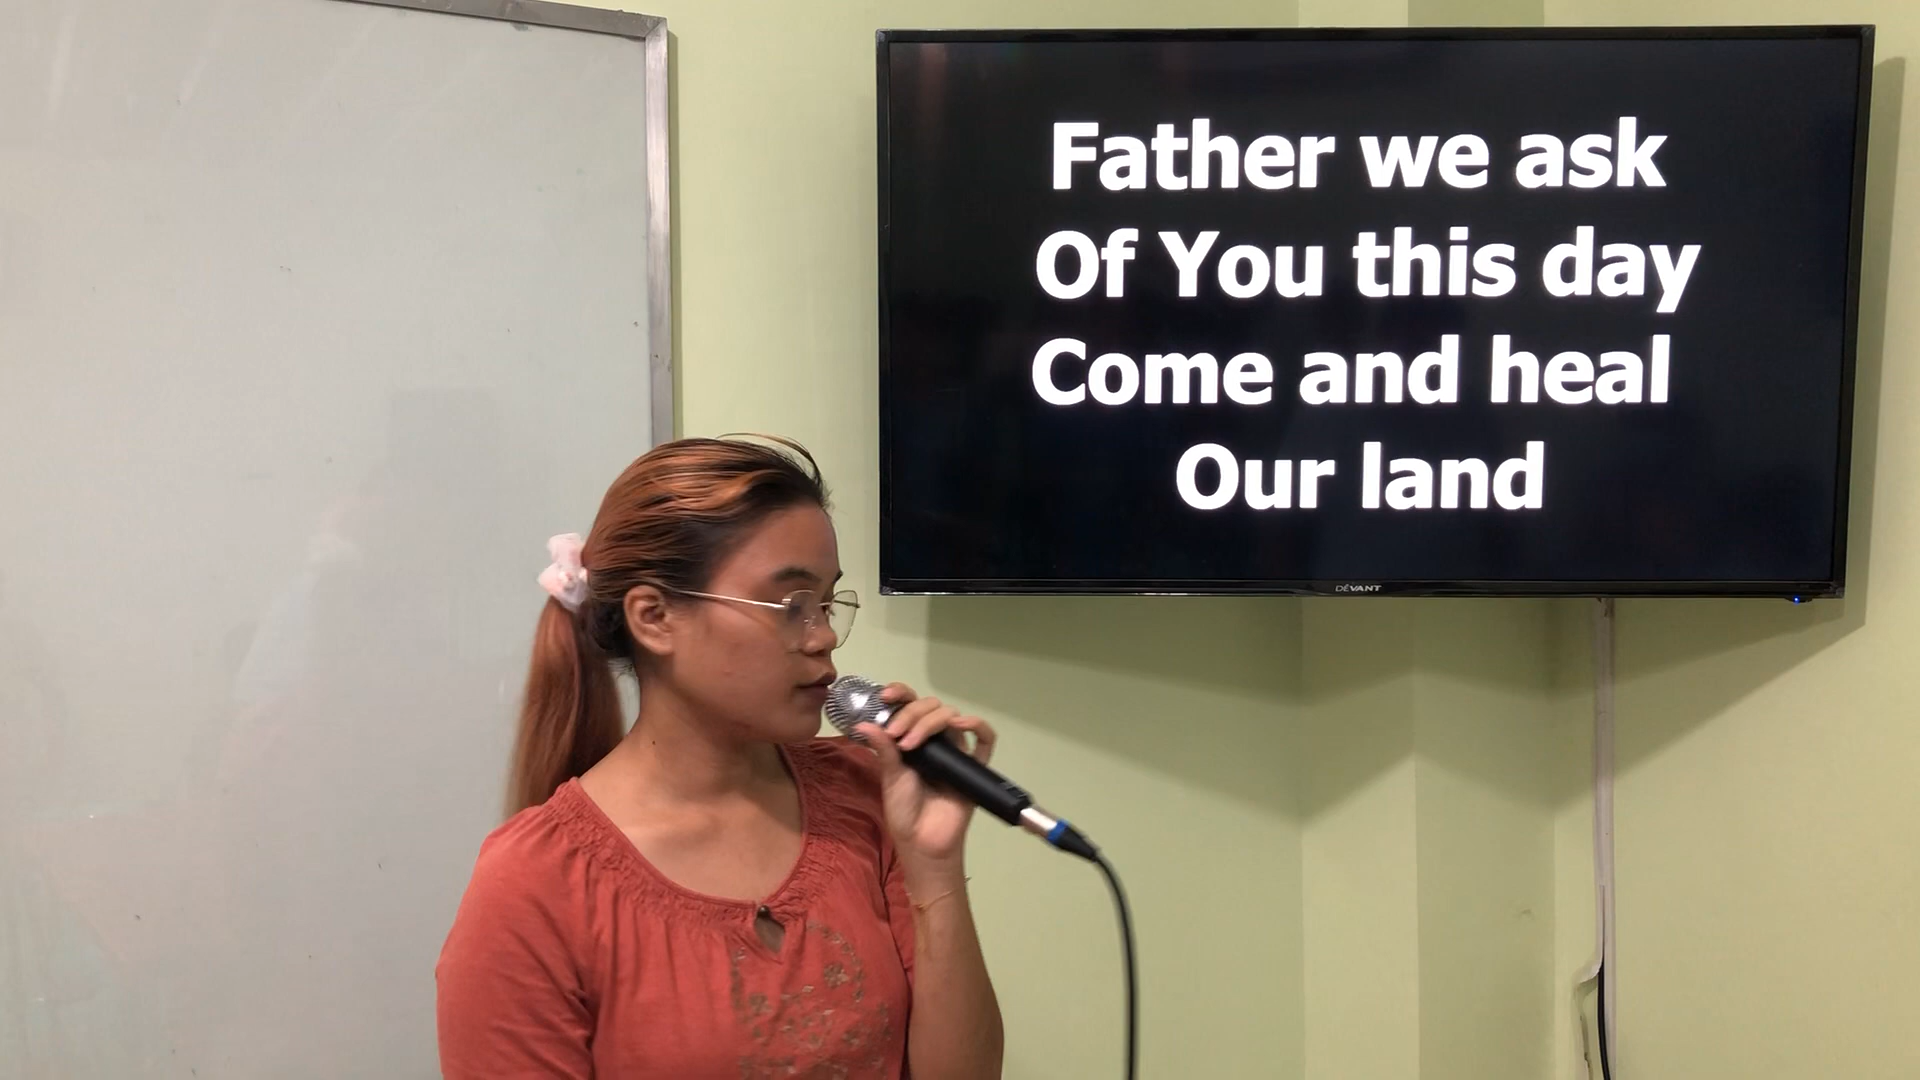 Father we ask
Of You this day
Come and heal
Our land
DEVANT